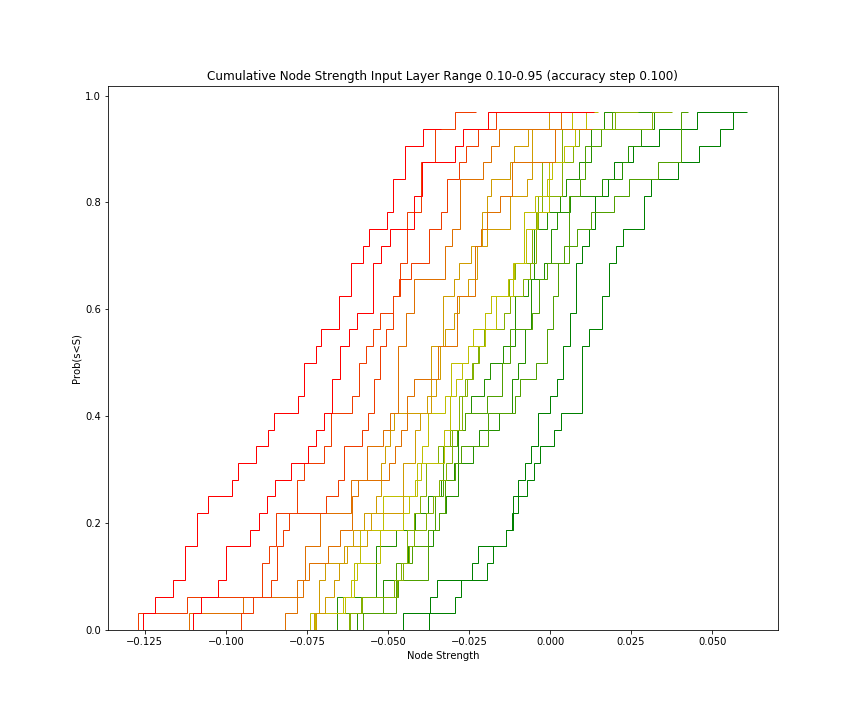 Cumulative Node Strength Input Layer Range 0.10-0.95 (accuracy step 0.100)
Prob(s<S)
1.0
0.8
0.6
0.4
0.2
0.0
−0.125 −0.100 −0.075 −0.050 −0.025 0.000 0.025 0.050
Node Strength